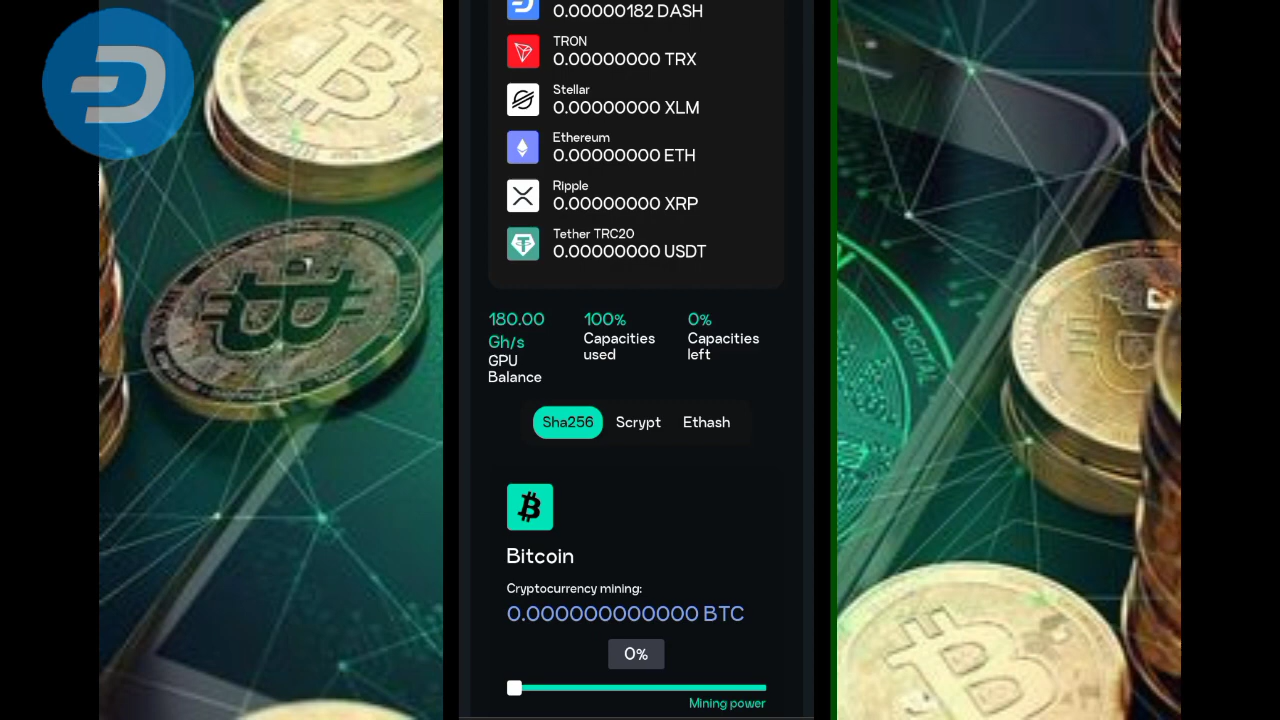 0.00000182 DASH
TRON
0.00000000 TRX
Stellar
0.00000000 XLM
Ethereum
0.00000000 ETH
Ripple
0.00000000 XRP
Tether TRC20
0.00000000 USDT
180.00
Gh/s
GPU
Balance
100%
Capacities
used
0%
Capacities
left
Sha256 Scrypt Ethash
Bitcoin
Cryptocurrency mining:
0.000000000000 BTC
0%
Mining power
DIGITAL